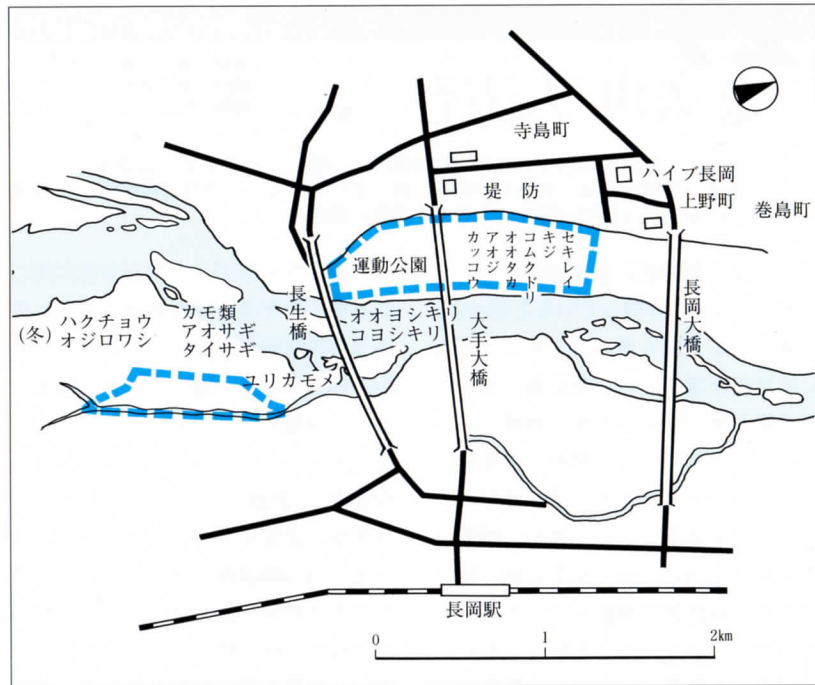 寺島町
ハイブ長岡
上野町
巻島町
堤防
運動公園
セキレイ
キジ
コムクドリ
オオタカ
アオジ
カッコウ
長生橋
オオヨシキリ
コヨシキリ
大手大橋
長岡大橋
(冬)
ハクチョウ
オジロワシ
カモ類
アオサギ
タイサギ
ユリカモメ
長岡駅
0 1 2km